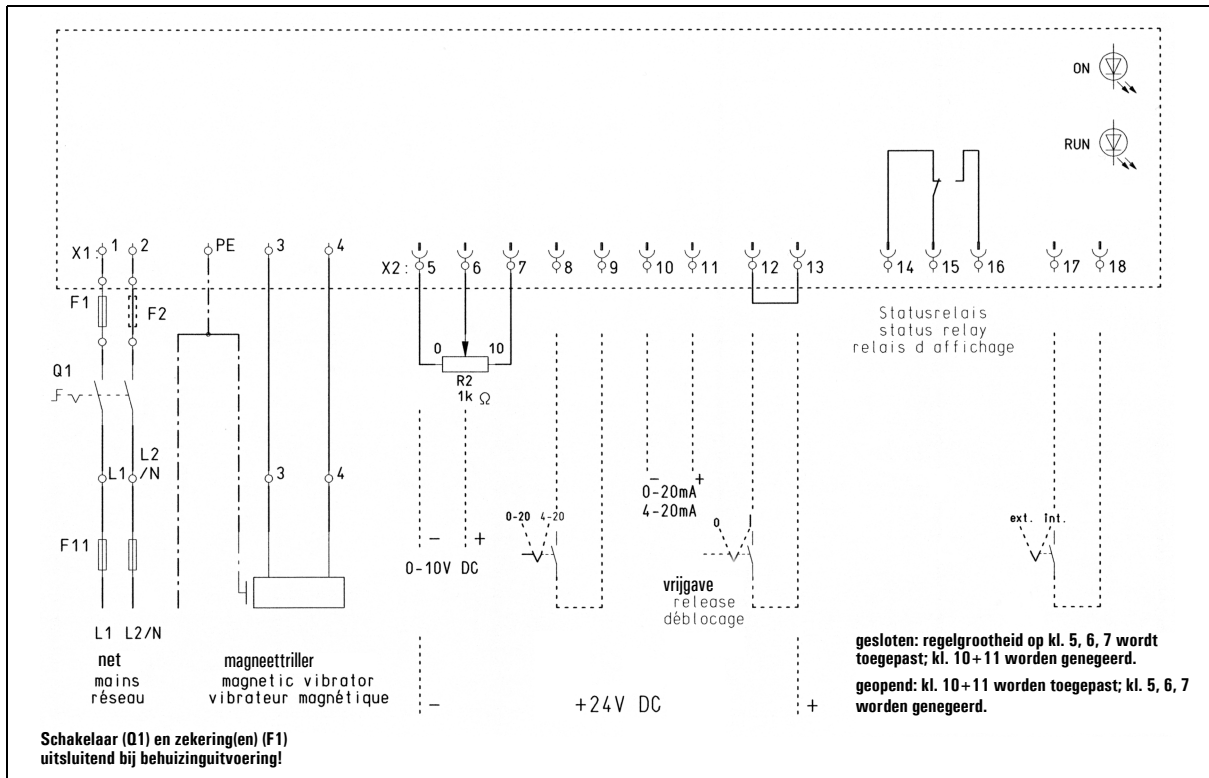 ON
RUN
X1: 1 2 PE 3 4 X2: 5 6 7 8 9 10 11 12 13 14 15 16 17 18
F1 F2
Statusrelais
status relay
relais d affichage
0 10
R2
1k Ω
Q1
L1 L2/N 3 4
- +
0-20mA
4-20mA
0-20 4-20
0 I
ext. int.
F11
- +
0-10V DC
vrijgave
release
déblocage
L1 L2/N
net
mains
réseau
magneettriller
magnetic vibrator
vibrateur magnétique
- +24V DC +
gesloten: regelgrootheid op kl. 5, 6, 7 wordt
toegepast; kl. 10+11 worden genegeerd.
geopend: kl. 10+11 worden toegepast; kl. 5, 6, 7
worden genegeerd.
Schakelaar (Q1) en zekering(en) (F1)
uitsluitend bij behuizinguitvoering!